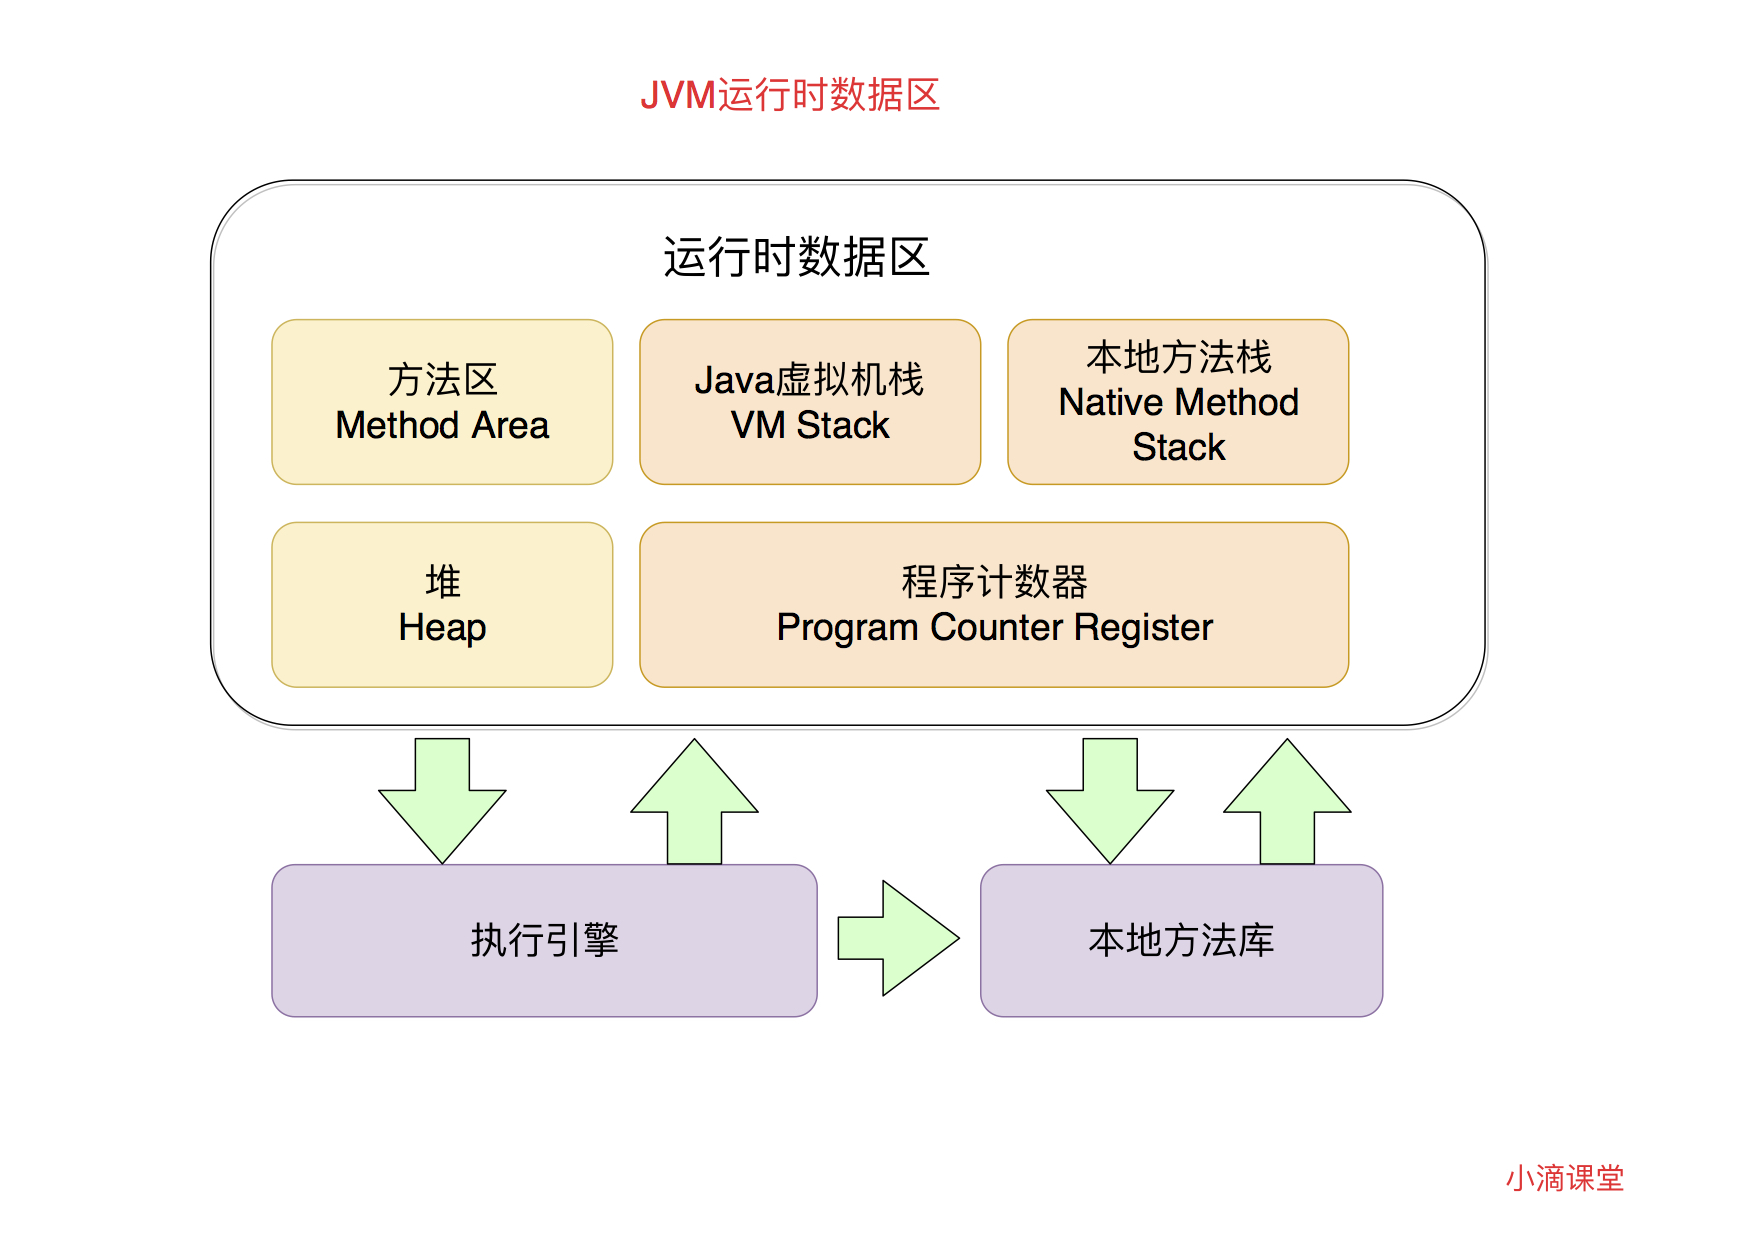 JVM运行时数据区
运行时数据区
方法区
Method Area
Java虚拟机栈
VM Stack
本地方法栈
Native Method
Stack
堆
Heap
程序计数器
Program Counter Register
执行引擎
本地方法库
小滴课堂